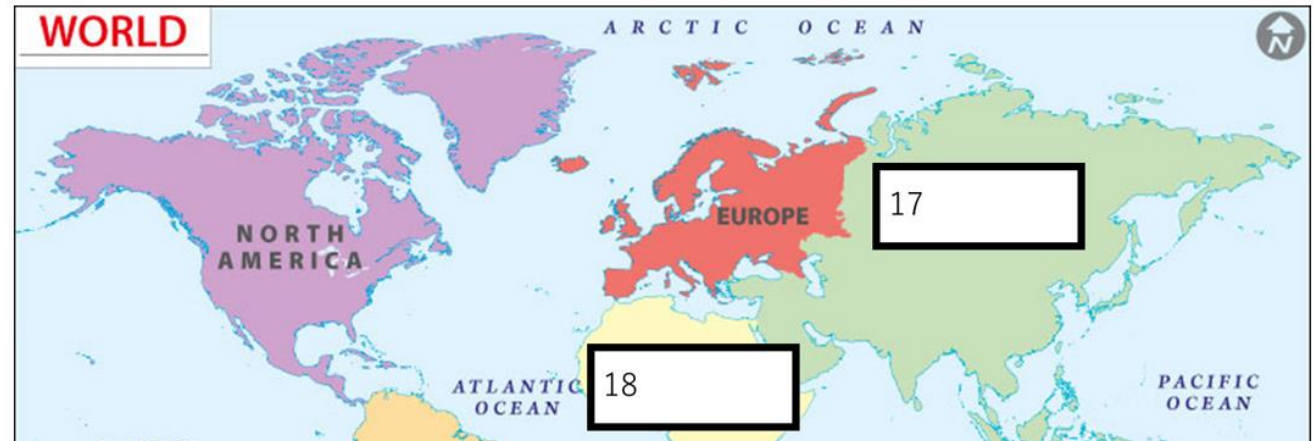 WORLD
ARCTIC OCEAN
N
NORTH
AMERICA
EUROPE
17
18
ATLANTIC
OCEAN
PACIFIC
OCEAN